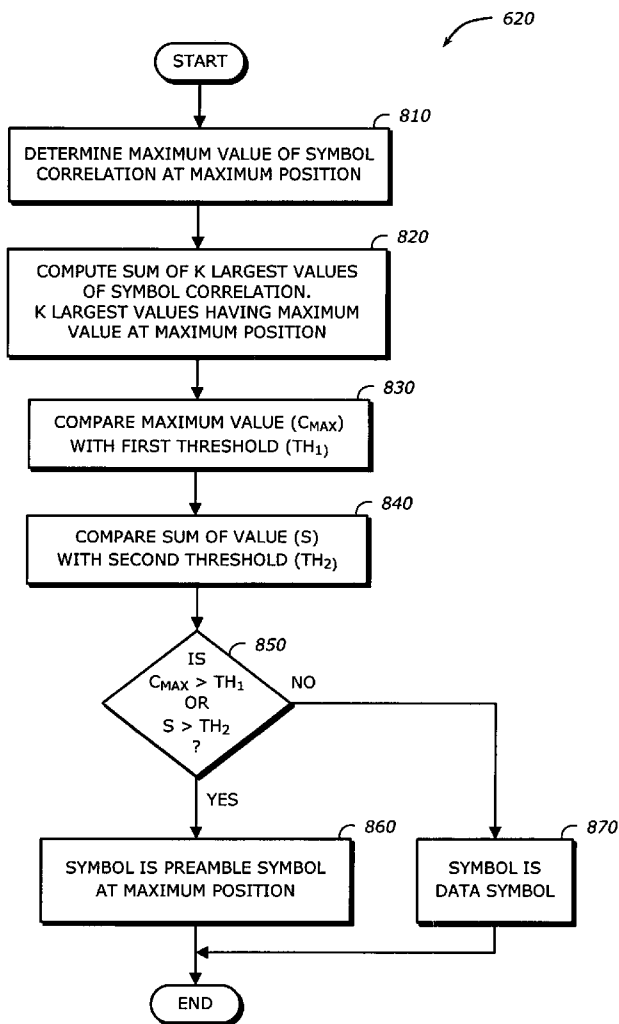 620
START
810
DETERMINE MAXIMUM VALUE OF SYMBOL
CORRELATION AT MAXIMUM POSITION
820
COMPUTE SUM OF K LARGEST VALUES
OF SYMBOL CORRELATION.
K LARGEST VALUES HAVING MAXIMUM
VALUE AT MAXIMUM POSITION
830
COMPARE MAXIMUM VALUE (CMAX)
WITH FIRST THRESHOLD (TH1)
840
COMPARE SUM OF VALUE (S)
WITH SECOND THRESHOLD (TH2)
850
IS
CMAX > TH1
OR
S > TH2
?
NO
YES
860
SYMBOL IS PREAMBLE SYMBOL
AT MAXIMUM POSITION
870
SYMBOL IS
DATA SYMBOL
END